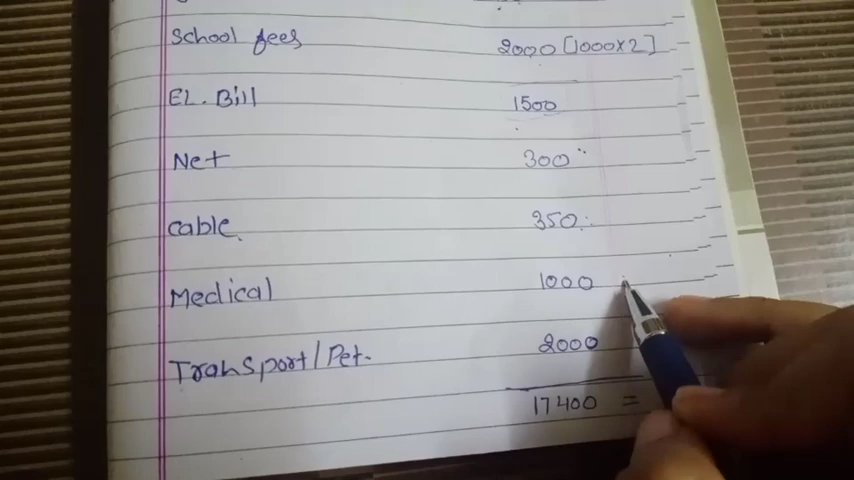 School fees 2000 [1000x2]
EL. Bill 1500
Net 300
cable. 350
Medical 1000
Transport/Pet. 2000
17400 =